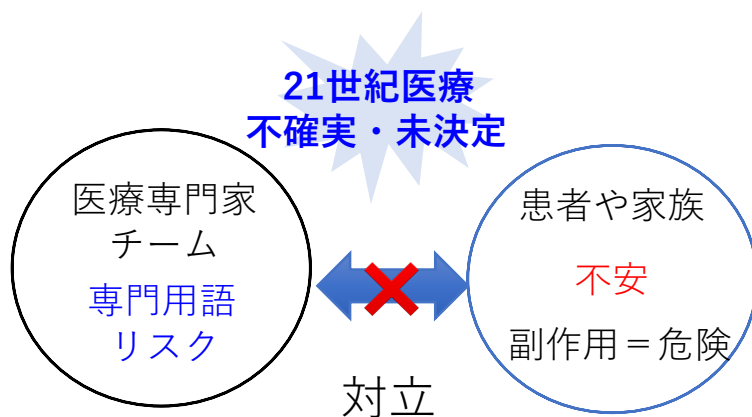 21世紀医療
不確実・未決定
医療専門家
チーム
専門用語
リスク
患者や家族
不安
副作用＝危険
対立